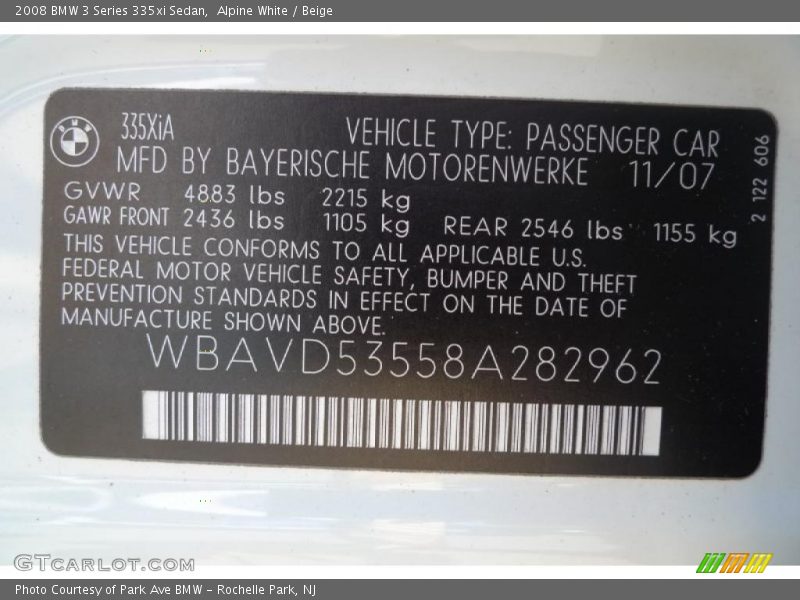 2008 BMW 3 Series 335xi Sedan,  Alpine White / Beige
BMW
335XiA
VEHICLE TYPE: PASSENGER CAR
MFD BY BAYERISCHE MOTORENWERKE 11/07
GVWR 4883 lbs 2215 kg
GAWR FRONT 2436 lbs 1105 kg REAR 2546 lbs 1155 kg
THIS VEHICLE CONFORMS TO ALL APPLICABLE U.S.
FEDERAL MOTOR VEHICLE SAFETY, BUMPER AND THEFT
PREVENTION STANDARDS IN EFFECT ON THE DATE OF
MANUFACTURE SHOWN ABOVE.
WBAVD53558A282962
2 122 606
GTCARLOT.COM
Photo Courtesy of Park Ave BMW - Rochelle Park, NJ